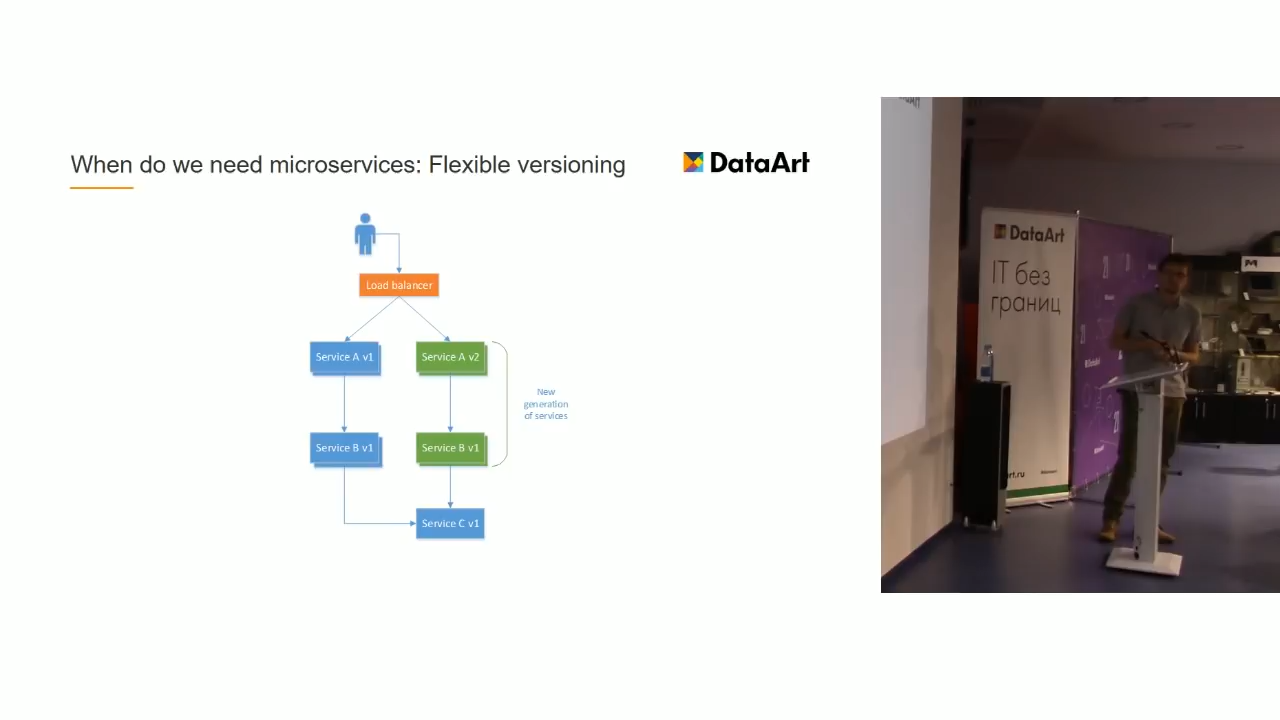 When do we need microservices: Flexible versioning
DataArt
Load balancer
Service A v1
Service A v2
New
generation
of services
Service B v1
Service B v1
Service C v1
DataArt
IT без
границ